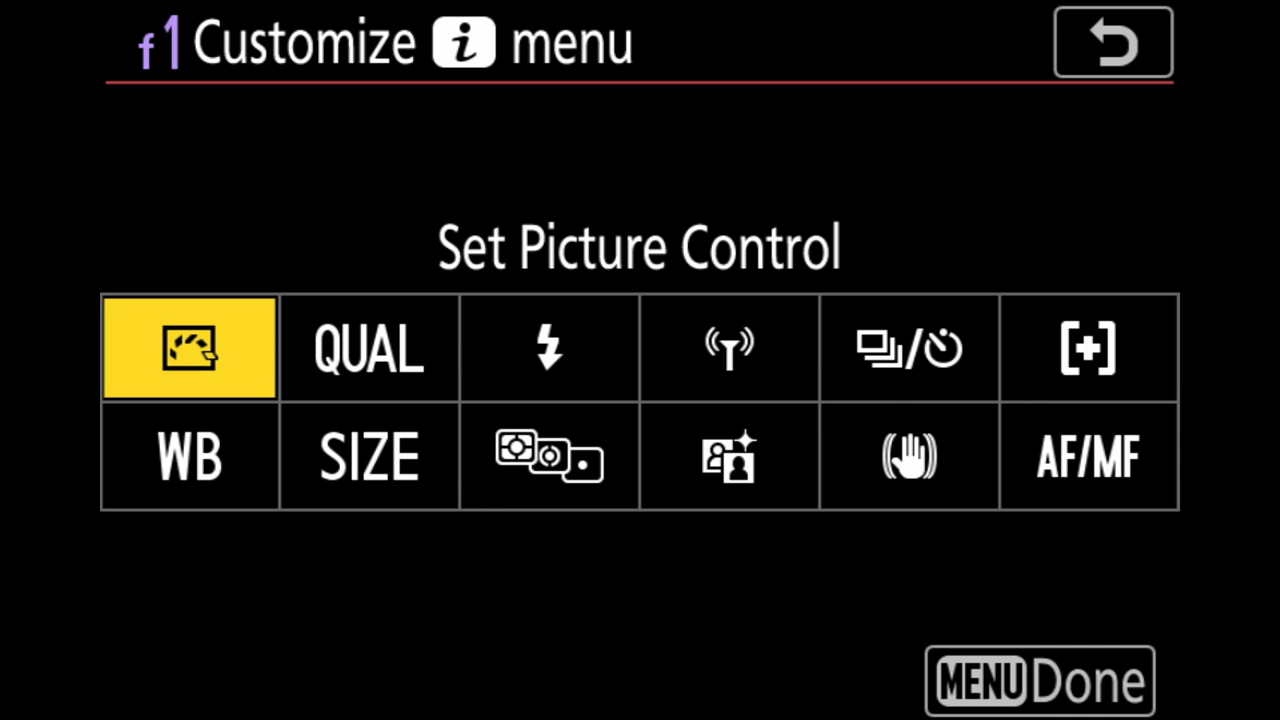 f1 Customize i menu
Set Picture Control
QUAL
WB SIZE AF/MF
MENU Done